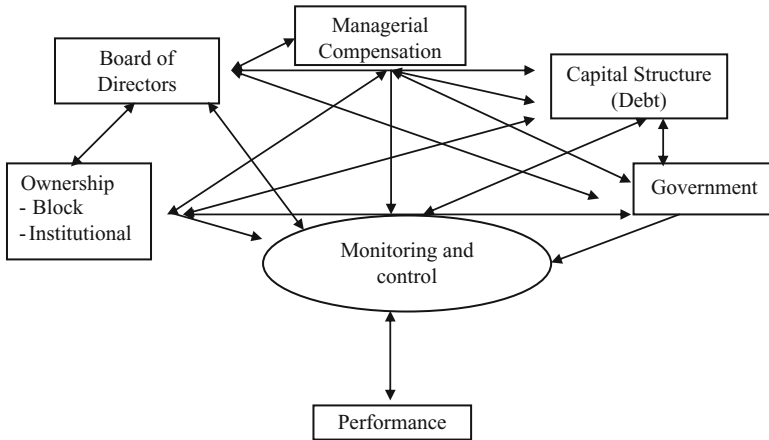 Managerial
Compensation
Board of
Directors
Capital Structure
(Debt)
Ownership
- Block
-Institutional
Government
Monitoring and
control
Performance